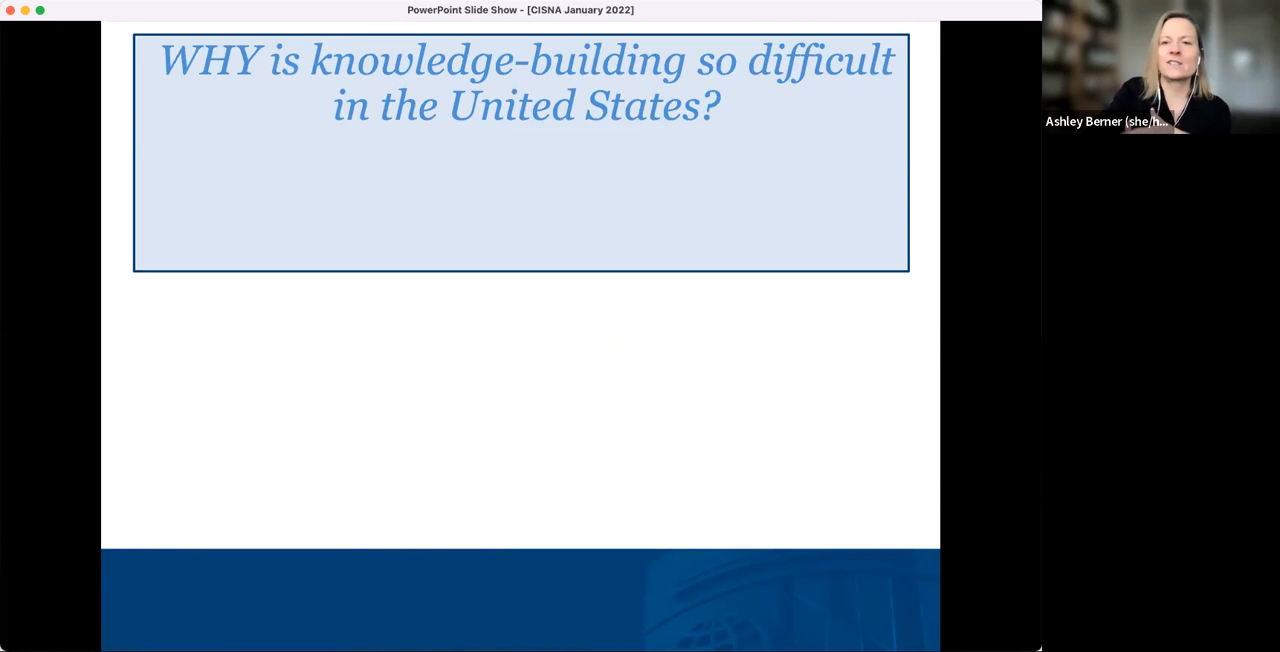 PowerPoint Slide Show - [CISNA January 2022]
WHY is knowledge-building so difficult
in the United States?
Ashley Berner (she/h...